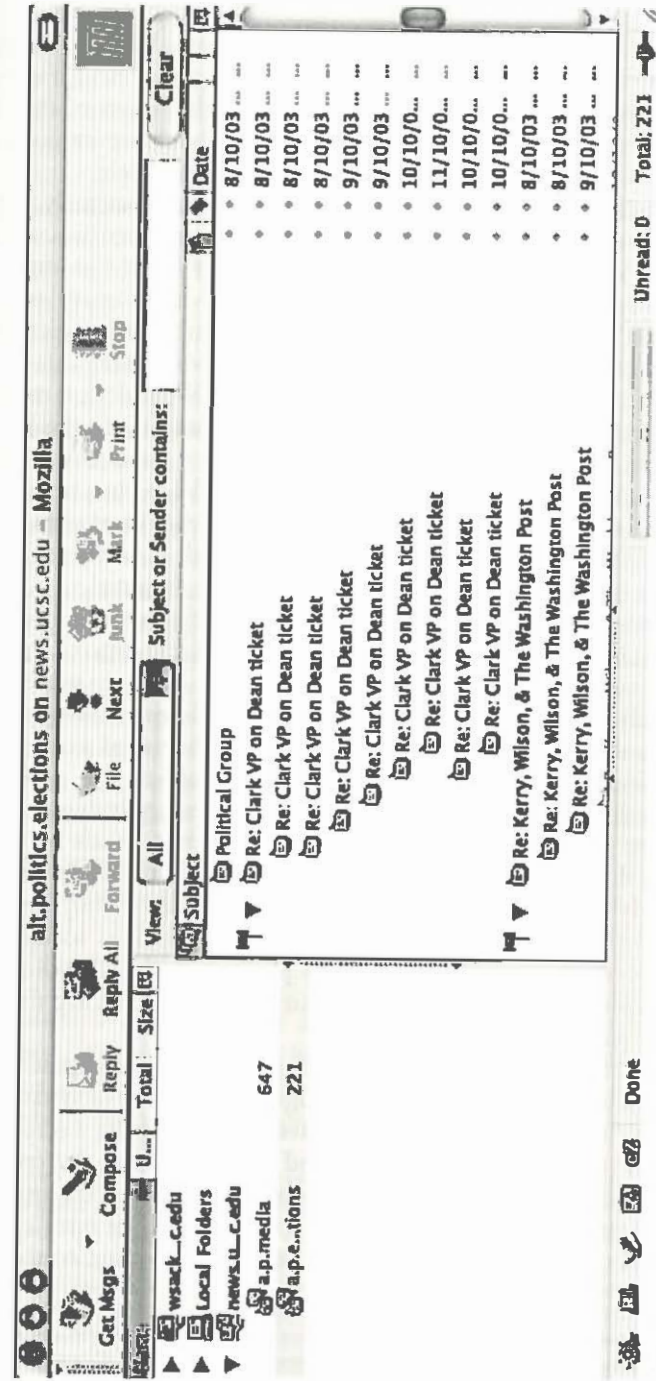 alt.politics.elections on news.ucsc.edu – Mozilla
Get Msgs Compose Reply Reply All Forward File Next Junk Mark Print Stop
Name U... Total Size
View: All Subject or Sender contains: Clear
Subject Date
wsack...c.edu
Local Folders
news.u...c.edu
a.p.media 647
a.p.e...tions 221
Political Group 8/10/03 ... ...
Re: Clark VP on Dean ticket 8/10/03 ... ...
Re: Clark VP on Dean ticket 8/10/03 ... ...
Re: Clark VP on Dean ticket 8/10/03 ... ...
Re: Clark VP on Dean ticket 9/10/03 ... ...
Re: Clark VP on Dean ticket 9/10/03 ... ...
Re: Clark VP on Dean ticket 10/10/0... ...
Re: Clark VP on Dean ticket 11/10/0... ...
Re: Clark VP on Dean ticket 10/10/0... ...
Re: Clark VP on Dean ticket 10/10/0... ...
Re: Kerry, Wilson, & The Washington Post 8/10/03 ... ...
Re: Kerry, Wilson, & The Washington Post 8/10/03 ... ...
Re: Kerry, Wilson, & The Washington Post 9/10/03 ... ...
Done Unread: 0 Total: 221